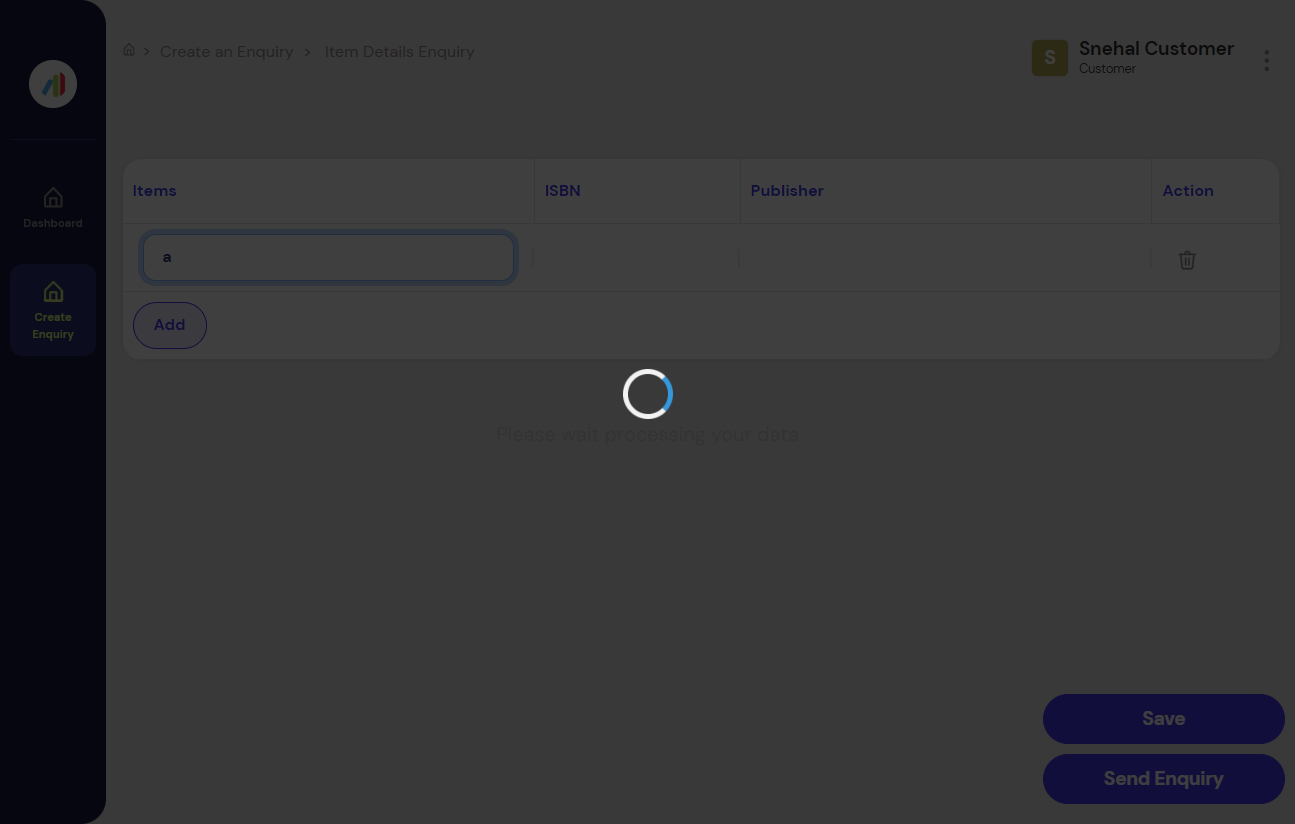 Create an Enquiry > Item Details Enquiry
S
Snehal Customer
Customer
Dashboard
Create
Enquiry
Items ISBN Publisher Action
a
Add
Please wait processing your data
Save
Send Enquiry